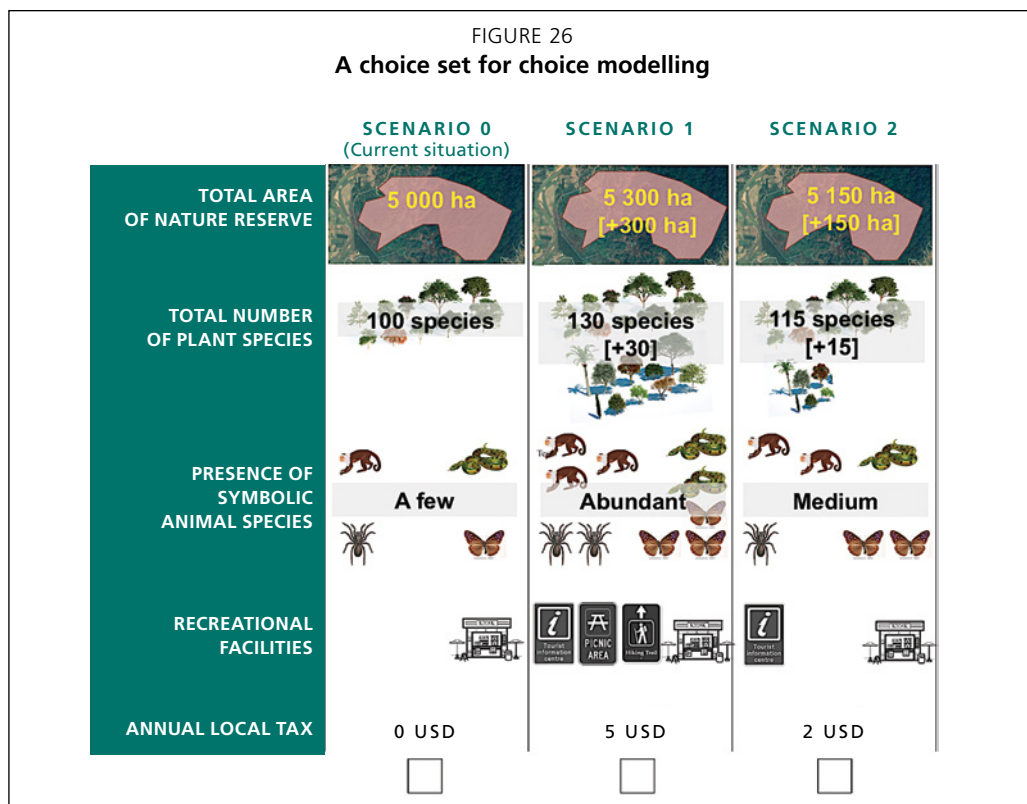 FIGURE 26
A choice set for choice modelling
SCENARIO 0
(Current situation)
SCENARIO 1
SCENARIO 2
TOTAL AREA
OF NATURE RESERVE
5 000 ha
5 300 ha
[+300 ha]
5 150 ha
[+150 ha]
TOTAL NUMBER
OF PLANT SPECIES
100 species
130 species
[+30]
115 species
[+15]
PRESENCE OF
SYMBOLIC
ANIMAL SPECIES
A few
Abundant
Medium
RECREATIONAL
FACILITIES
i
Tourist
information
centre
PICNIC
AREA
Hiking Trail
i
Tourist
information
centre
ANNUAL LOCAL TAX
0 USD
5 USD
2 USD